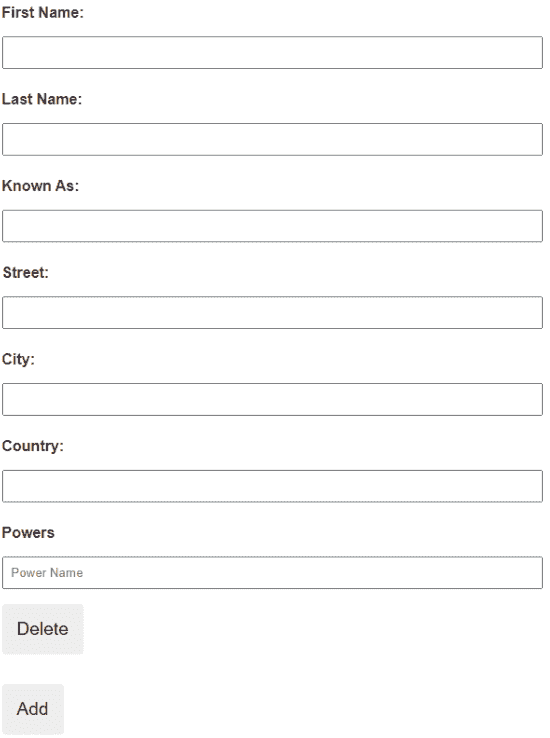 First Name:
Last Name:
Known As:
Street:
City:
Country:
Powers
Power Name
Delete
Add